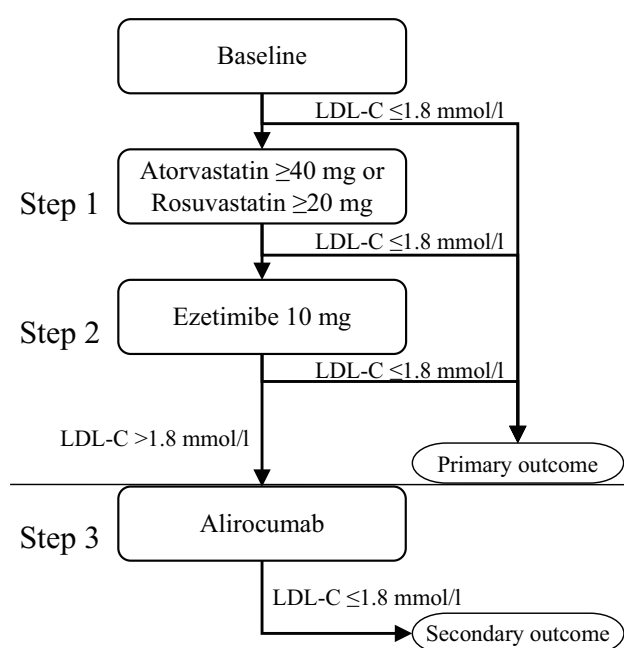 Baseline
LDL-C ≤1.8 mmol/l
Step 1
Atorvastatin ≥40 mg or
Rosuvastatin ≥20 mg
LDL-C ≤1.8 mmol/l
Step 2
Ezetimibe 10 mg
LDL-C ≤1.8 mmol/l
LDL-C >1.8 mmol/l
Primary outcome
Step 3
Alirocumab
LDL-C ≤1.8 mmol/l
Secondary outcome